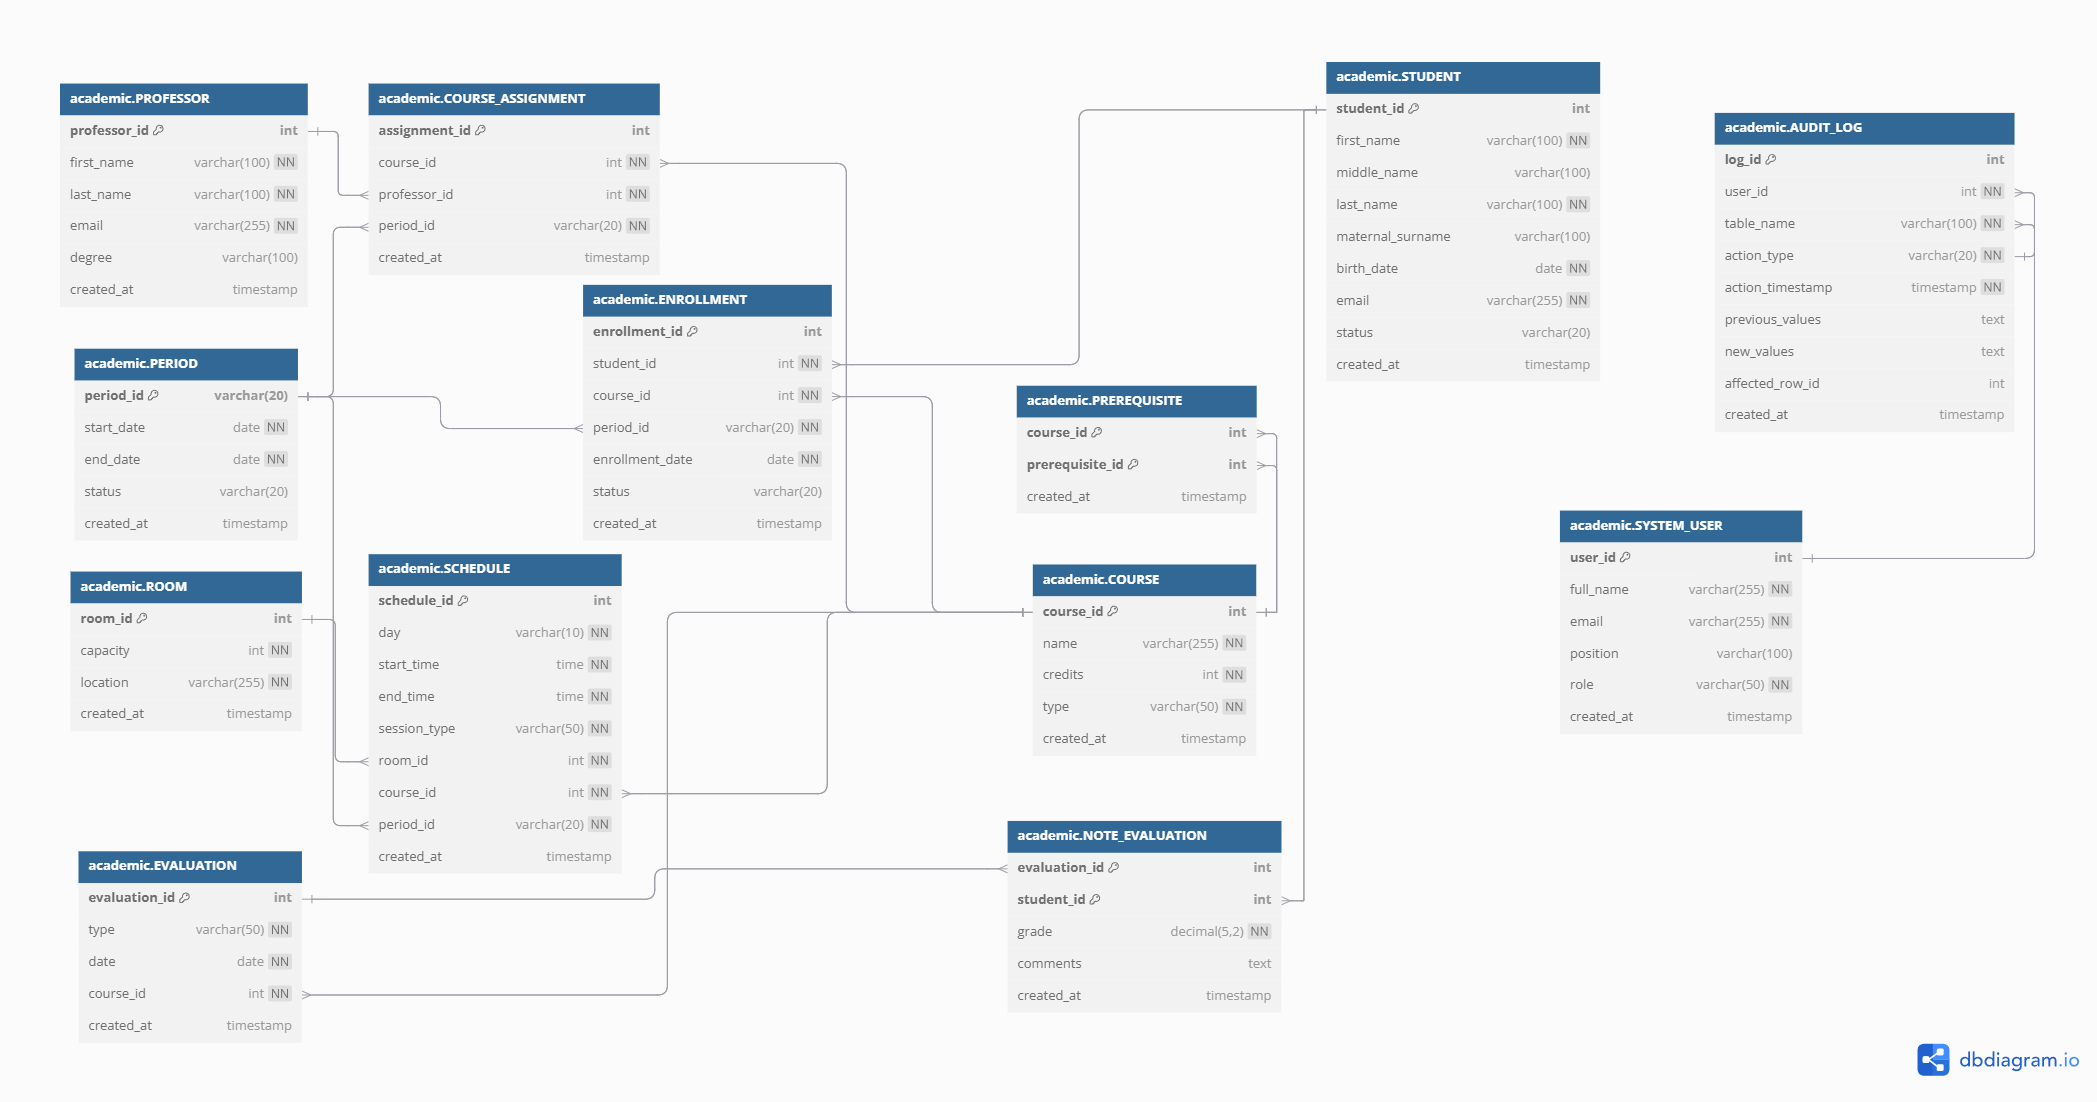 academic.PROFESSOR
professor_id int
first_name varchar(100) NN
last_name varchar(100) NN
email varchar(255) NN
degree varchar(100)
created_at timestamp
academic.COURSE_ASSIGNMENT
assignment_id int
course_id int NN
professor_id int NN
period_id varchar(20) NN
created_at timestamp
academic.STUDENT
student_id int
first_name varchar(100) NN
middle_name varchar(100)
last_name varchar(100) NN
maternal_surname varchar(100)
birth_date date NN
email varchar(255) NN
status varchar(20)
created_at timestamp
academic.AUDIT_LOG
log_id int
user_id int NN
table_name varchar(100) NN
action_type varchar(20) NN
action_timestamp timestamp NN
previous_values text
new_values text
affected_row_id int
created_at timestamp
academic.ENROLLMENT
enrollment_id int
student_id int NN
course_id int NN
period_id varchar(20) NN
enrollment_date date NN
status varchar(20)
created_at timestamp
academic.PERIOD
period_id varchar(20)
start_date date NN
end_date date NN
status varchar(20)
created_at timestamp
academic.PREREQUISITE
course_id int
prerequisite_id int
created_at timestamp
academic.SYSTEM_USER
user_id int
full_name varchar(255) NN
email varchar(255) NN
position varchar(100)
role varchar(50) NN
created_at timestamp
academic.ROOM
room_id int
capacity int NN
location varchar(255) NN
created_at timestamp
academic.SCHEDULE
schedule_id int
day varchar(10) NN
start_time time NN
end_time time NN
session_type varchar(50) NN
room_id int NN
course_id int NN
period_id varchar(20) NN
created_at timestamp
academic.COURSE
course_id int
name varchar(255) NN
credits int NN
type varchar(50) NN
created_at timestamp
academic.EVALUATION
evaluation_id int
type varchar(50) NN
date date NN
course_id int NN
created_at timestamp
academic.NOTE_EVALUATION
evaluation_id int
student_id int
grade decimal(5,2) NN
comments text
created_at timestamp
dbdiagram.io